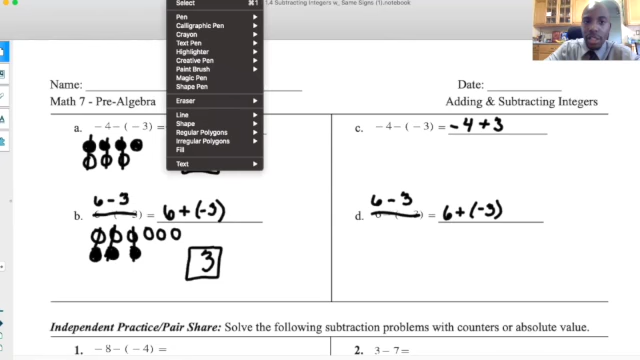 Select ⌘1
1.4 Subtracting Integers w_ Same Signs (1).notebook
Pen
Calligraphic Pen
Crayon
Text Pen
Highlighter
Creative Pen
Paint Brush
Magic Pen
Shape Pen
Eraser
Line
Shape
Regular Polygons
Irregular Polygons
Fill
Text
Name:
Date:
Math 7 - Pre-Algebra
Adding & Subtracting Integers
a. -4-(-3) =
c. -4-(-3) = -4+3
6-3
b. = 6+(-3)
3
6-3
d. = 6+(-3)
Independent Practice/Pair Share: Solve the following subtraction problems with counters or absolute value.
1. -8-(-4) =
2. 3-7=